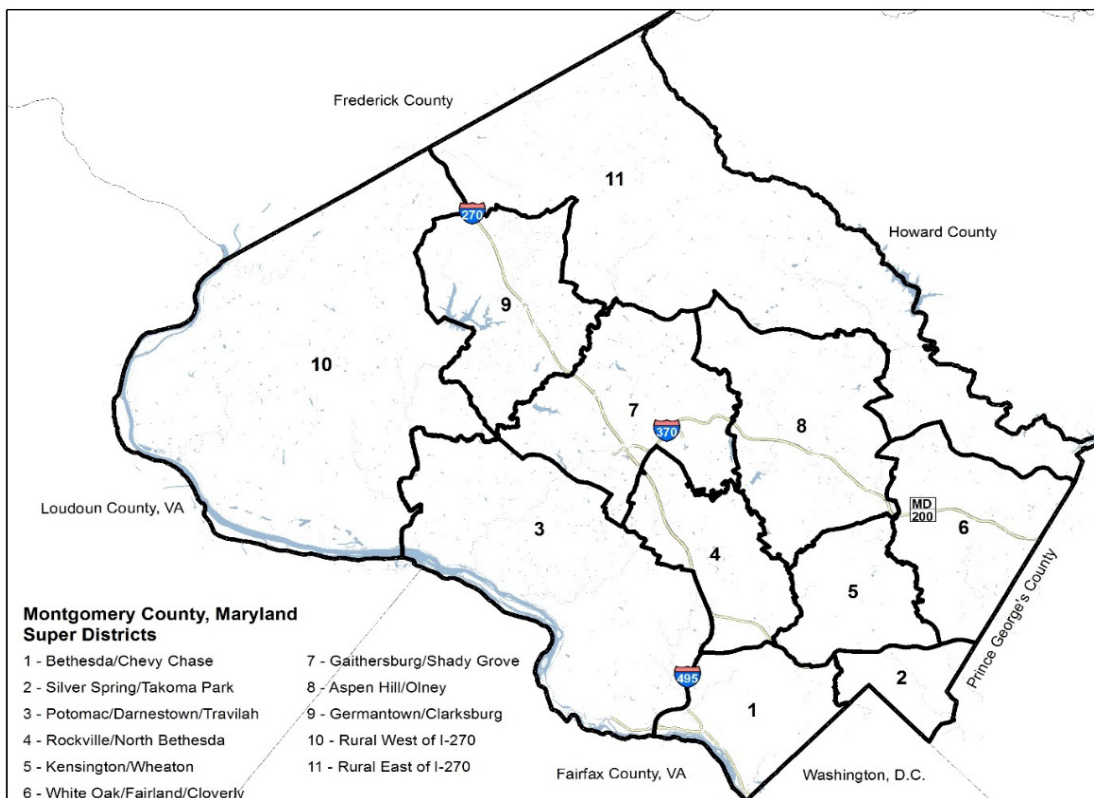 Frederick County
11
270
Howard County
9
10
7
370
8
Loudoun County, VA
MD
200
3
6
4
5
Prince George's County
Montgomery County, Maryland
Super Districts
1 - Bethesda/Chevy Chase
2 - Silver Spring/Takoma Park
3 - Potomac/Darnestown/Travilah
4 - Rockville/North Bethesda
5 - Kensington/Wheaton
6 - White Oak/Fairland/Cloverly
7 - Gaithersburg/Shady Grove
8 - Aspen Hill/Olney
9 - Germantown/Clarksburg
10 - Rural West of I-270
11 - Rural East of I-270
495
2
1
Fairfax County, VA
Washington, D.C.